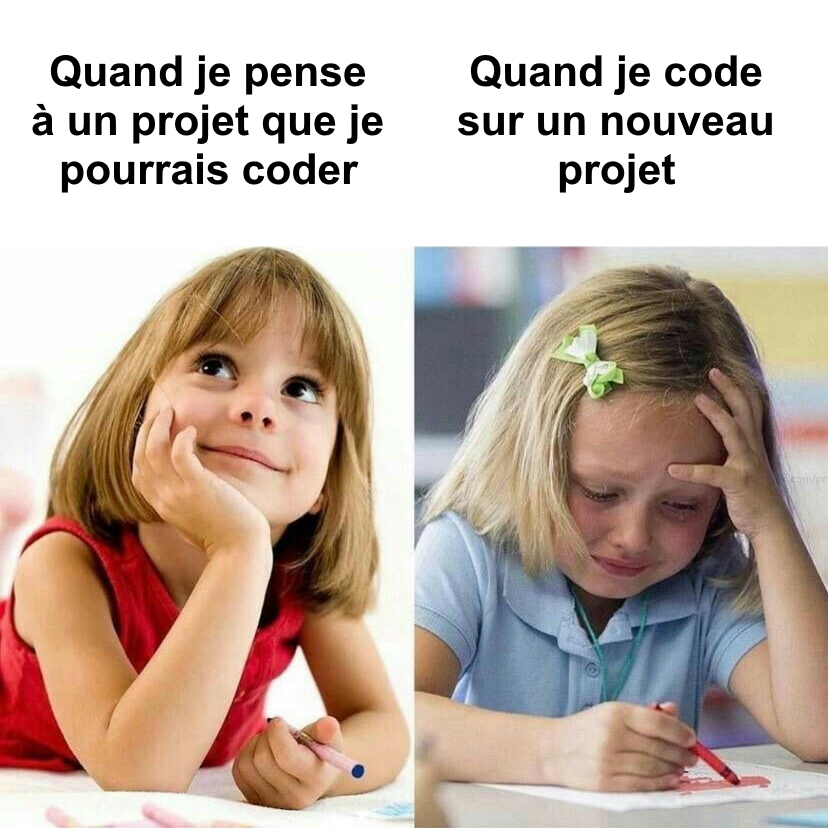 Quand je pense
à un projet que je
pourrais coder
Quand je code
sur un nouveau
projet